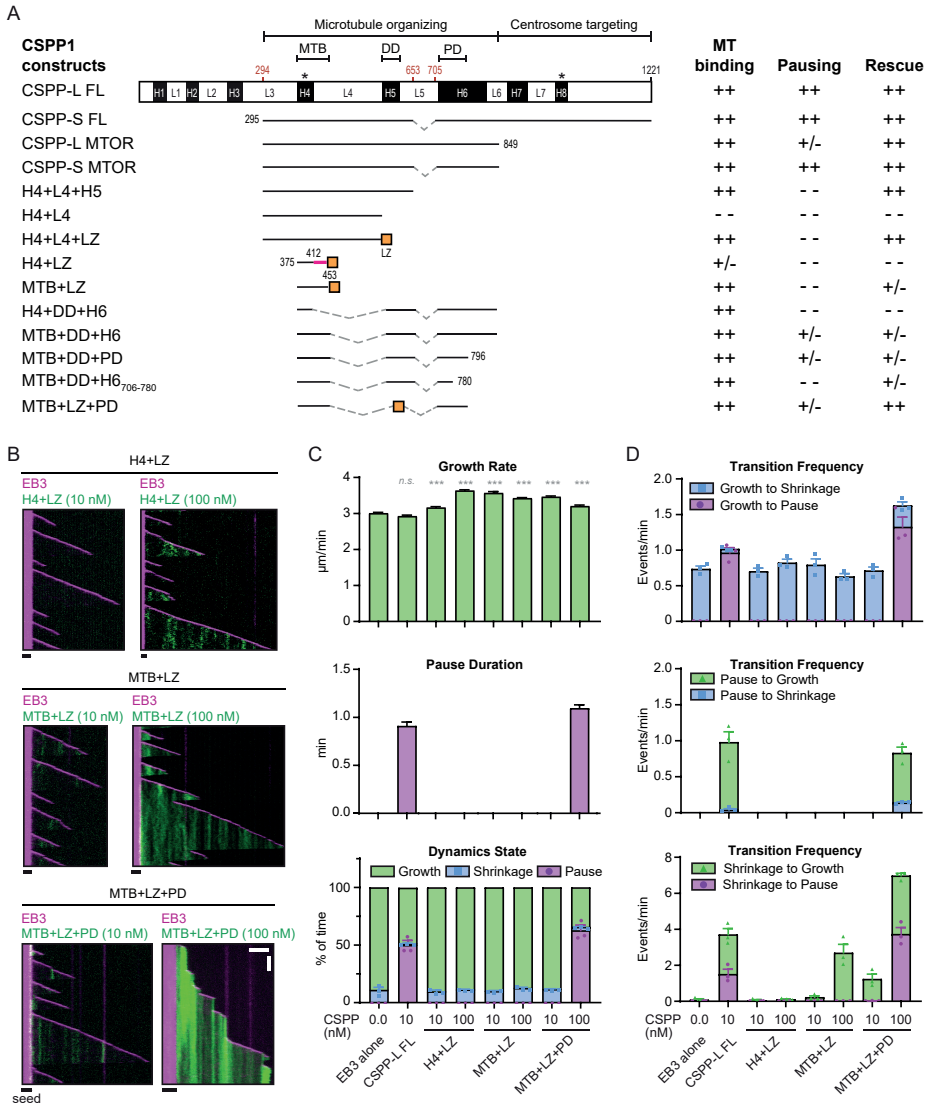 A
Microtubule organizing
Centrosome targeting
CSPP1 constructs
MTB
DD
PD
MT binding
Pausing
Rescue
294
*
653
705
*
1221
CSPP-L FL
H1 L1 H2 L2 H3 L3 H4 L4 H5 L5 H6 L6 H7 L7 H8
++ ++ ++
CSPP-S FL
295
++ ++ ++
CSPP-L MTOR
849
++ +/- ++
CSPP-S MTOR
++ ++ ++
H4+L4+H5
++ - - ++
H4+L4
- - - - - -
H4+L4+LZ
LZ
++ - - ++
H4+LZ
375
412
+/- - - - -
MTB+LZ
453
++ - - +/-
H4+DD+H6
++ - - - -
MTB+DD+H6
++ +/- +/-
MTB+DD+PD
796
++ +/- +/-
MTB+DD+H6706-780
780
++ - - +/-
MTB+LZ+PD
++ +/- ++
B
H4+LZ
EB3
H4+LZ (10 nM)
EB3
H4+LZ (100 nM)
MTB+LZ
EB3
MTB+LZ (10 nM)
EB3
MTB+LZ (100 nM)
MTB+LZ+PD
EB3
MTB+LZ+PD (10 nM)
EB3
MTB+LZ+PD (100 nM)
seed
C
Growth Rate
n.s. *** *** *** *** *** ***
µm/min
4
3
2
1
0
Pause Duration
min
1.5
1.0
0.5
0.0
Dynamics State
Growth
Shrinkage
Pause
% of time
100
50
0
CSPP (nM)
0.0 10 10 100 10 100 10 100
EB3 alone
CSPP-L FL
H4+LZ
MTB+LZ
MTB+LZ+PD
D
Transition Frequency
Growth to Shrinkage
Growth to Pause
Events/min
2.0
1.5
1.0
0.5
0.0
Transition Frequency
Pause to Growth
Pause to Shrinkage
Events/min
2.0
1.5
1.0
0.5
0.0
Transition Frequency
Shrinkage to Growth
Shrinkage to Pause
Events/min
8
6
4
2
0
CSPP (nM)
0.0 10 10 100 10 100 10 100
EB3 alone
CSPP-L FL
H4+LZ
MTB+LZ
MTB+LZ+PD